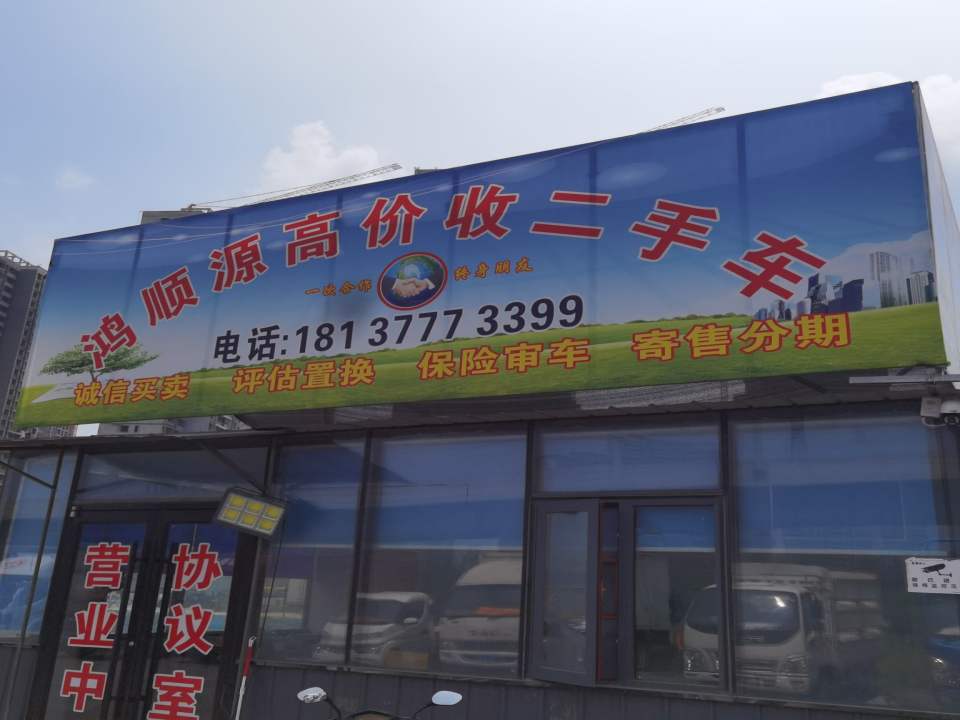 鸿顺源高价收二手车
一次合作 终身朋友
电话:181 3777 3399
诚信买卖 评估置换 保险审车 寄售分期
营业中
协议室